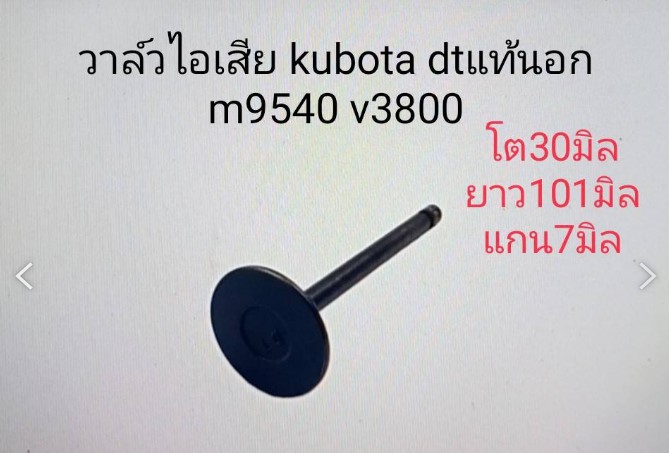 วาล์วไอเสีย kubota dtแท้นอก
m9540 v3800
โต30มิล
ยาว101มิล
แกน7มิล